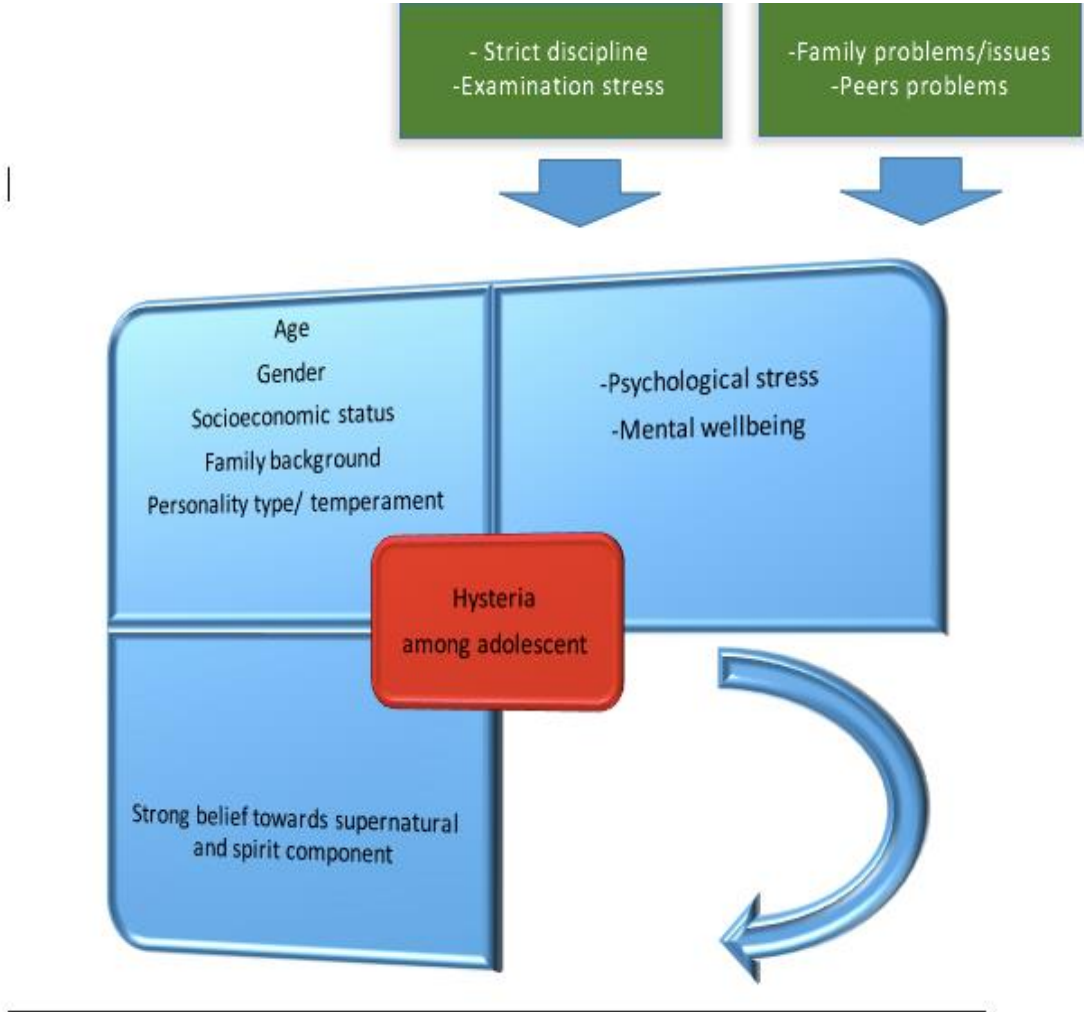 - Strict discipline
-Examination stress
-Family problems/issues
-Peers problems
Age
Gender
Socioeconomic status
Family background
Personality type/ temperament
-Psychological stress
-Mental wellbeing
Hysteria
among adolescent
Strong belief towards supernatural
and spirit component